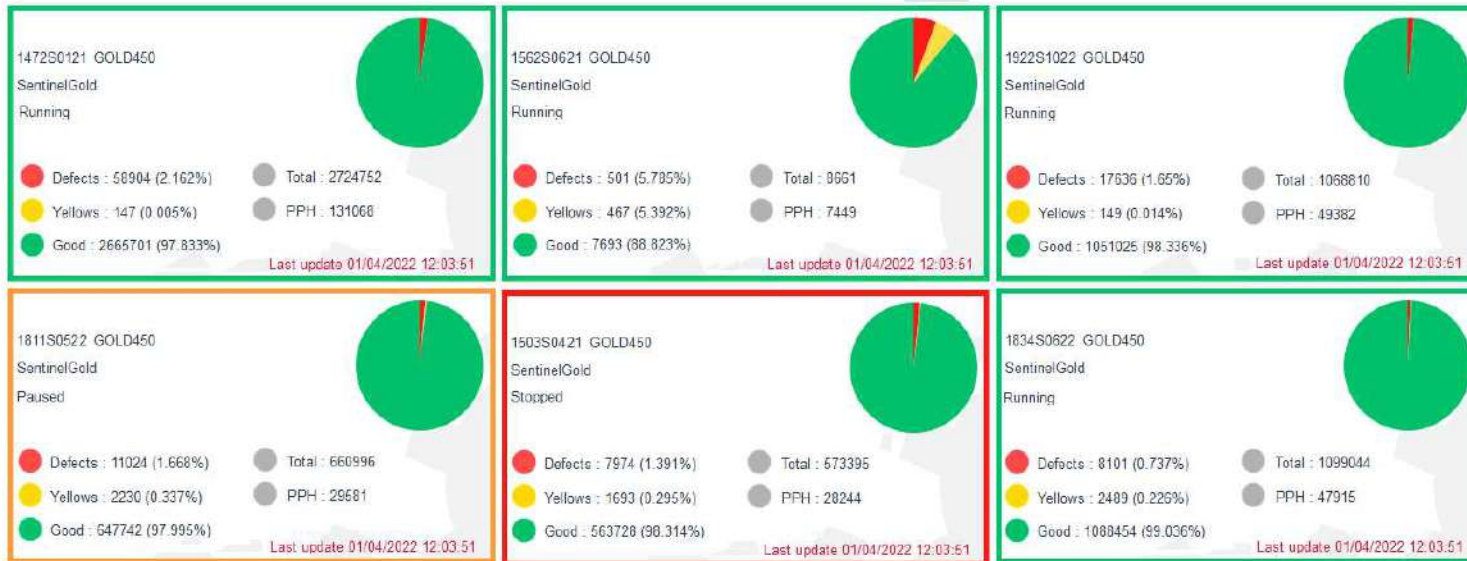 1472S0121 GOLD450
SentinelGold
Running
Defects : 58904 (2.162%)
Total : 2724752
Yellows : 147 (0.005%)
PPH : 131068
Good : 2665701 (97.833%)
Last update 01/04/2022 12:03:51
1562S0621 GOLD450
SentinelGold
Running
Defects : 501 (5.785%)
Total : 8661
Yellows : 467 (5.392%)
PPH : 7449
Good : 7693 (88.823%)
Last update 01/04/2022 12:03:51
1922S1022 GOLD450
SentinelGold
Running
Defects : 17636 (1.65%)
Total : 1068810
Yellows : 149 (0.014%)
PPH : 49382
Good : 1051025 (98.336%)
Last update 01/04/2022 12:03:51
1811S0522 GOLD450
SentinelGold
Paused
Defects : 11024 (1.668%)
Total : 660996
Yellows : 2230 (0.337%)
PPH : 29581
Good : 647742 (97.995%)
Last update 01/04/2022 12:03:51
1503S0421 GOLD450
SentinelGold
Stopped
Defects : 7974 (1.391%)
Total : 573395
Yellows : 1693 (0.295%)
PPH : 28244
Good : 563728 (98.314%)
Last update 01/04/2022 12:03:51
1834S0622 GOLD450
SentinelGold
Running
Defects : 8101 (0.737%)
Total : 1099044
Yellows : 2489 (0.226%)
PPH : 47915
Good : 1088454 (99.036%)
Last update 01/04/2022 12:03:51